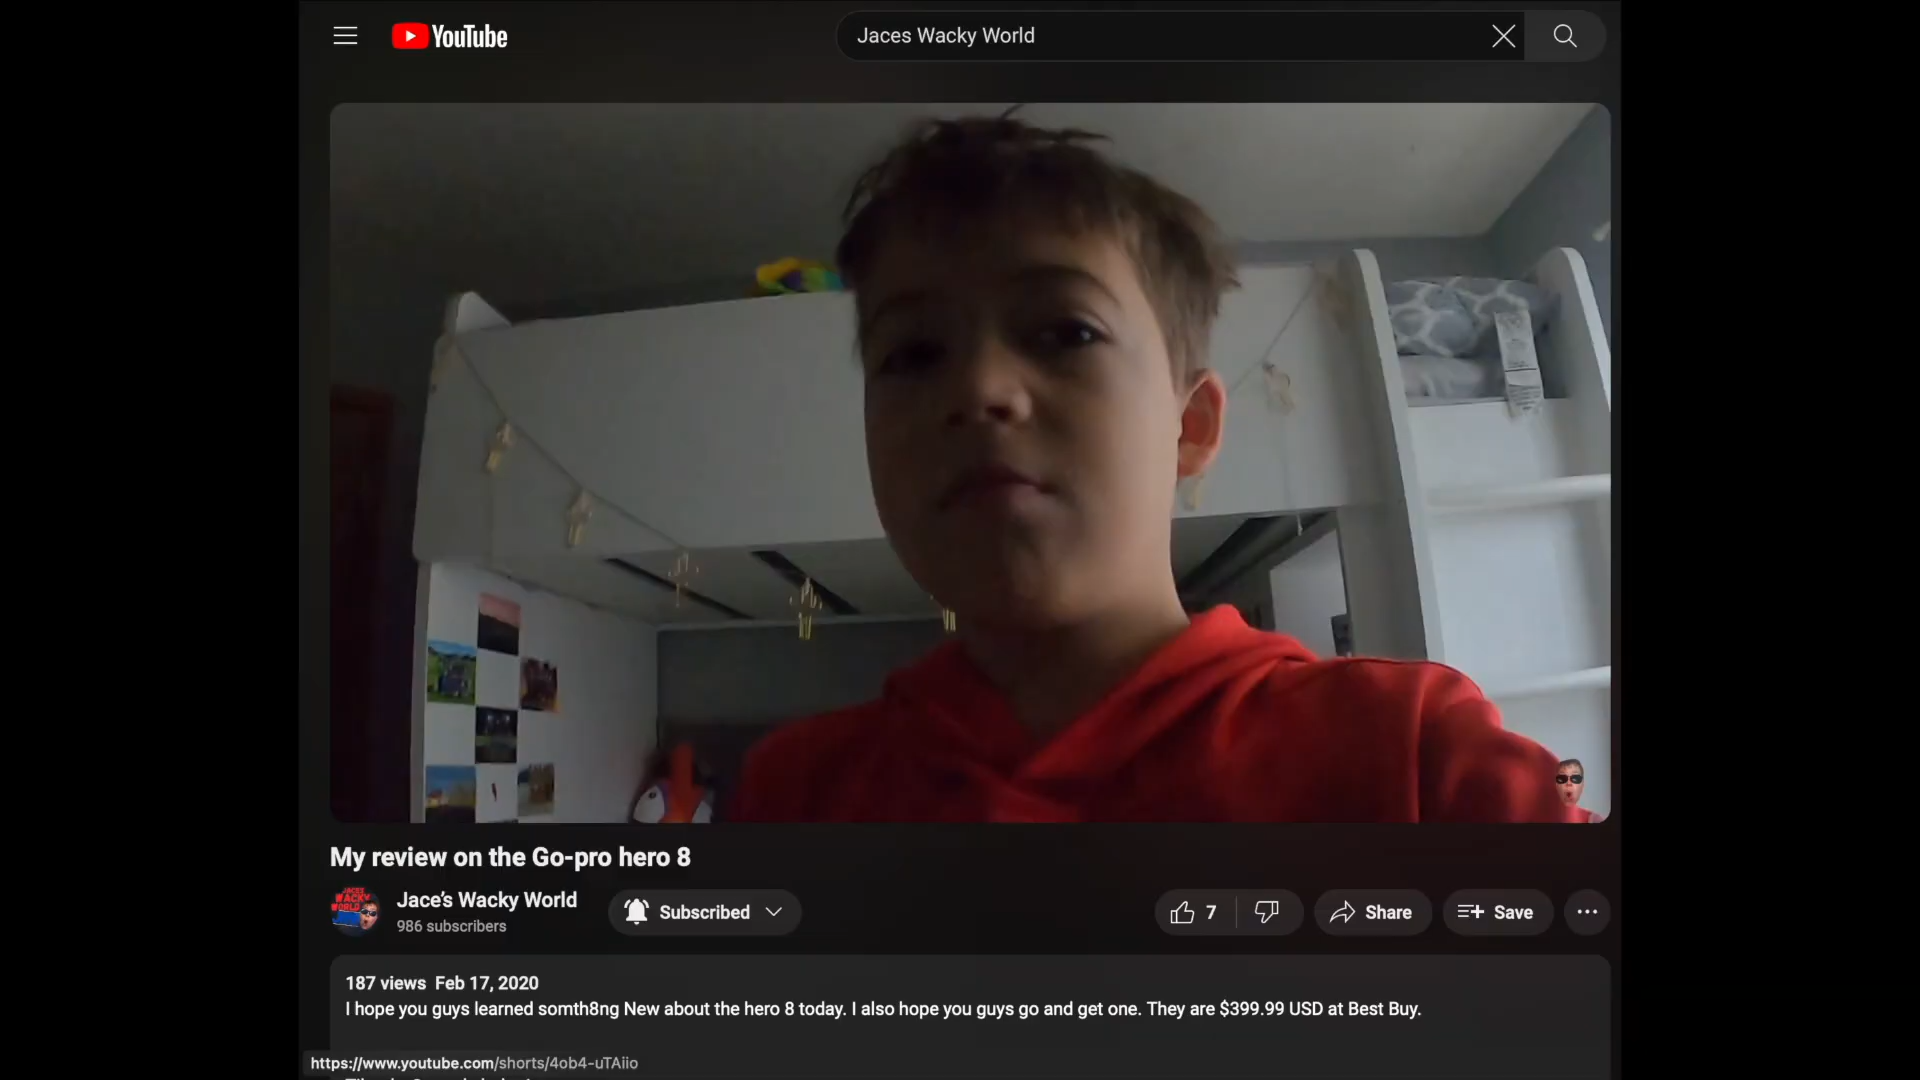 YouTube
Jaces Wacky World
My review on the Go-pro hero 8
JACES
WACKY
WORLD
Jace's Wacky World
986 subscribers
Subscribed
7
Share
Save
187 views Feb 17, 2020
I hope you guys learned somth8ng New about the hero 8 today. I also hope you guys go and get one. They are $399.99 USD at Best Buy.
https://www.youtube.com/shorts/4ob4-uTAiio